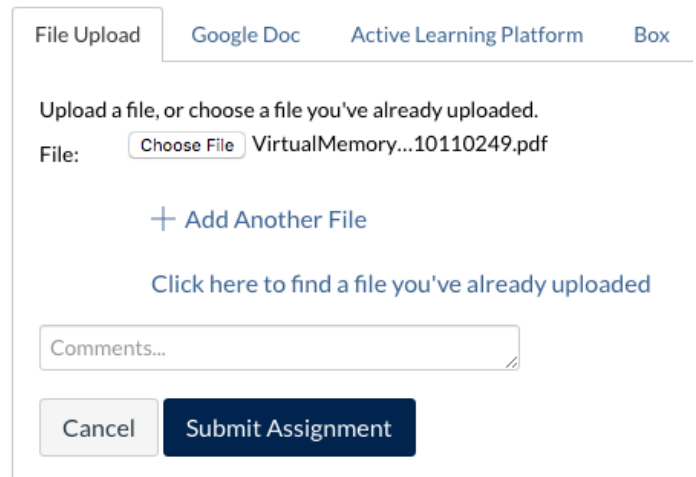 File Upload Google Doc Active Learning Platform Box
Upload a file, or choose a file you've already uploaded.
File: Choose File VirtualMemory...10110249.pdf
+ Add Another File
Click here to find a file you've already uploaded
Comments...
Cancel Submit Assignment